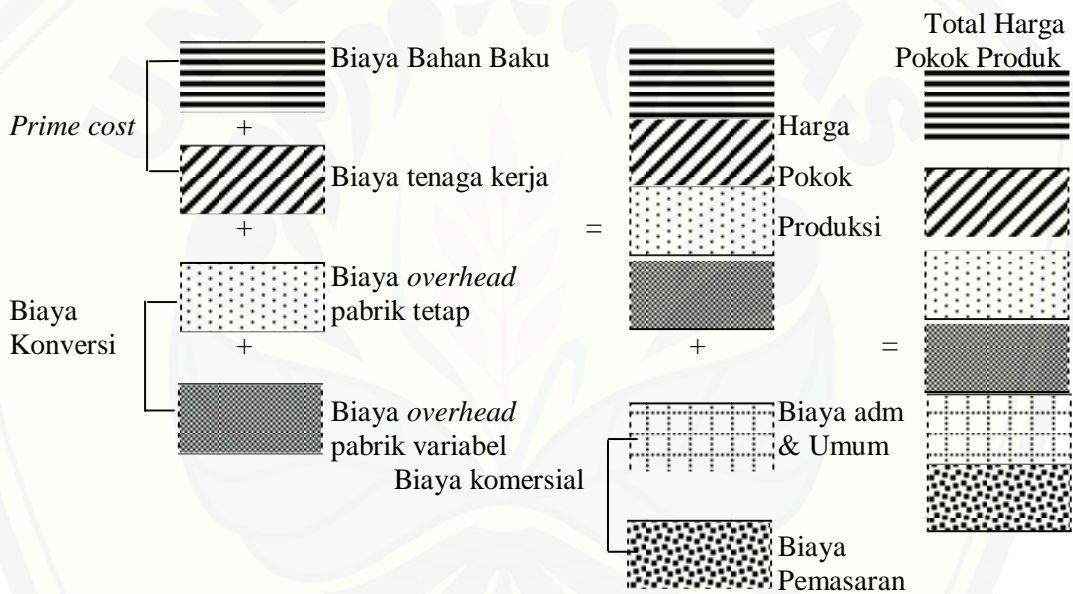 Total Harga
Pokok Produk
Biaya Bahan Baku
Prime cost
+
Harga
Biaya tenaga kerja
Pokok
+
=
Produksi
Biaya overhead
pabrik tetap
Biaya
Konversi
+
+
=
Biaya overhead
pabrik variabel
Biaya adm
& Umum
Biaya komersial
Biaya
Pemasaran